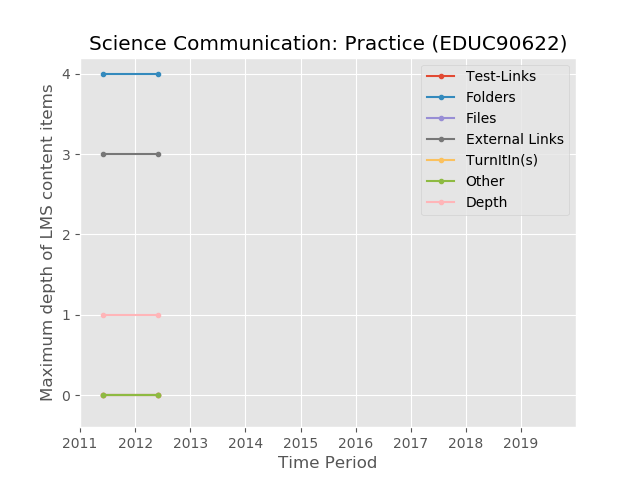 Science Communication: Practice (EDUC90622)
Test-Links
Folders
Files
External Links
TurnItIn(s)
Other
Depth
Maximum depth of LMS content items
4
3
2
1
0
2011 2012 2013 2014 2015 2016 2017 2018 2019
Time Period